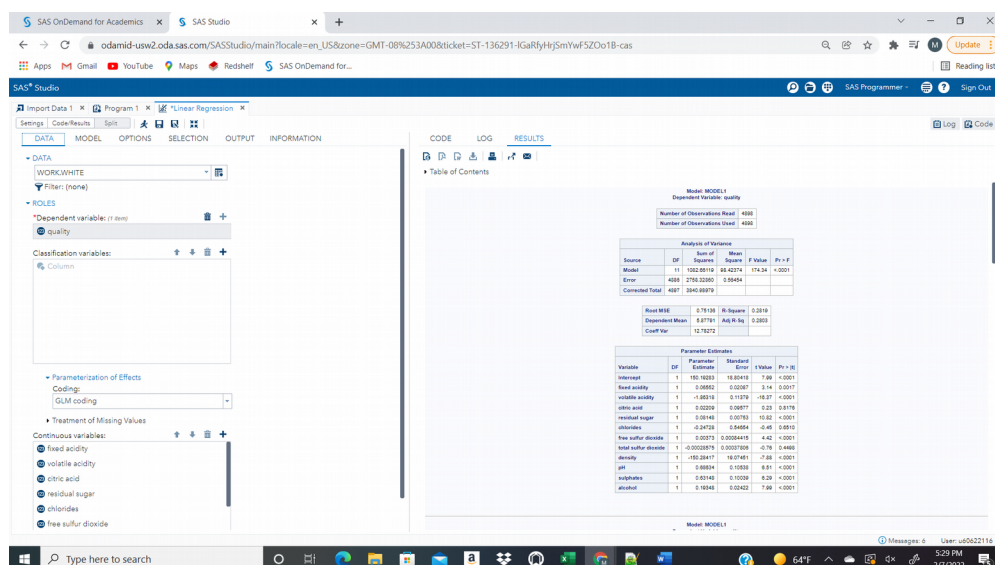 SAS OnDemand for Academics × SAS Studio × +
odamid-usw2.oda.sas.com/SASStudio/main?locale=en_US&zone=GMT-08%253A00&ticket=ST-136291-IGaRfyHrjSmYwF5ZOo1B-cas M Update
Apps Gmail YouTube Maps Redshelf SAS OnDemand for... Reading list
SAS® Studio SAS Programmer Sign Out
Import Data 1 × Program 1 × *Linear Regression ×
Settings Code/Results Split Log Code
DATA MODEL OPTIONS SELECTION OUTPUT INFORMATION CODE LOG RESULTS
DATA
WORK.WHITE
Filter: (none)
ROLES
*Dependent variable: (1 item)
quality
Classification variables:
Column
Parameterization of Effects
Coding:
GLM coding
Treatment of Missing Values
Continuous variables:
fixed acidity
volatile acidity
citric acid
residual sugar
chlorides
free sulfur dioxide
Table of Contents
Model: MODEL1
Dependent Variable: quality
Number of Observations Read 4898
Number of Observations Used 4898
Analysis of Variance
Source DF Sum of Squares Mean Square F Value Pr > F
Model 11 1082.66119 98.42374 174.34 <.0001
Error 4886 2758.32860 0.56454
Corrected Total 4897 3840.98979
Root MSE 0.75136 R-Square 0.2819
Dependent Mean 5.87791 Adj R-Sq 0.2803
Coeff Var 12.78272
Parameter Estimates
Variable DF Parameter Estimate Standard Error t Value Pr > |t|
Intercept 1 150.19283 18.80418 7.99 <.0001
fixed acidity 1 0.06552 0.02087 3.14 0.0017
volatile acidity 1 -1.86318 0.11379 -16.37 <.0001
citric acid 1 0.02209 0.09577 0.23 0.8176
residual sugar 1 0.08148 0.00753 10.82 <.0001
chlorides 1 -0.24728 0.54654 -0.45 0.6510
free sulfur dioxide 1 0.00373 0.00084415 4.42 <.0001
total sulfur dioxide 1 -0.00028575 0.00037806 -0.76 0.4498
density 1 -150.28417 19.07451 -7.88 <.0001
pH 1 0.68634 0.10538 6.51 <.0001
sulphates 1 0.63148 0.10039 6.29 <.0001
alcohol 1 0.19348 0.02422 7.99 <.0001
Model: MODEL1
Messages: 6 User: u60622116
Type here to search a 64°F 5:29 PM